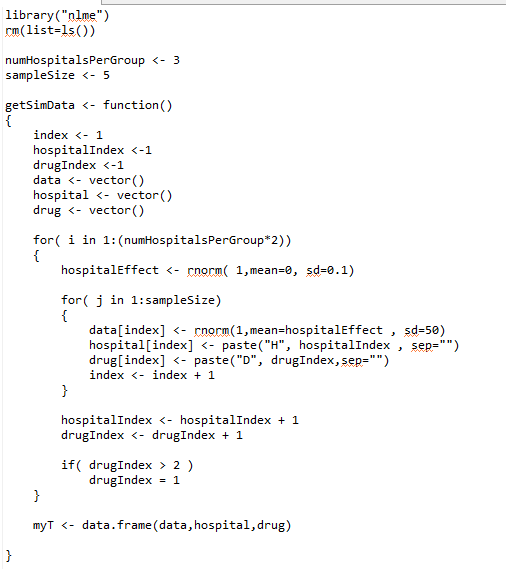 library("nlme")
rm(list=ls())

numHospitalsPerGroup <- 3
sampleSize <- 5

getSimData <- function()
{
    index <- 1
    hospitalIndex <-1
    drugIndex <-1
    data <- vector()
    hospital <- vector()
    drug <- vector()

    for( i in 1:(numHospitalsPerGroup*2))
    {
        hospitalEffect <- rnorm( 1,mean=0, sd=0.1)

        for( j in 1:sampleSize)
        {
            data[index] <- rnorm(1,mean=hospitalEffect , sd=50)
            hospital[index] <- paste("H", hospitalIndex , sep="")
            drug[index] <- paste("D", drugIndex,sep="")
            index <- index + 1
        }

        hospitalIndex <- hospitalIndex + 1
        drugIndex <- drugIndex + 1

        if( drugIndex > 2 )
            drugIndex = 1
    }

    myT <- data.frame(data,hospital,drug)

}